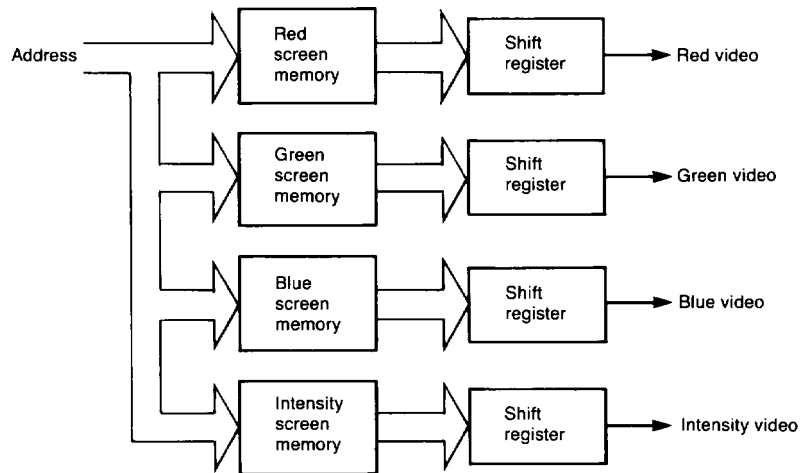 Address
Red
screen
memory
Shift
register
Red video
Green
screen
memory
Shift
register
Green video
Blue
screen
memory
Shift
register
Blue video
Intensity
screen
memory
Shift
register
Intensity video